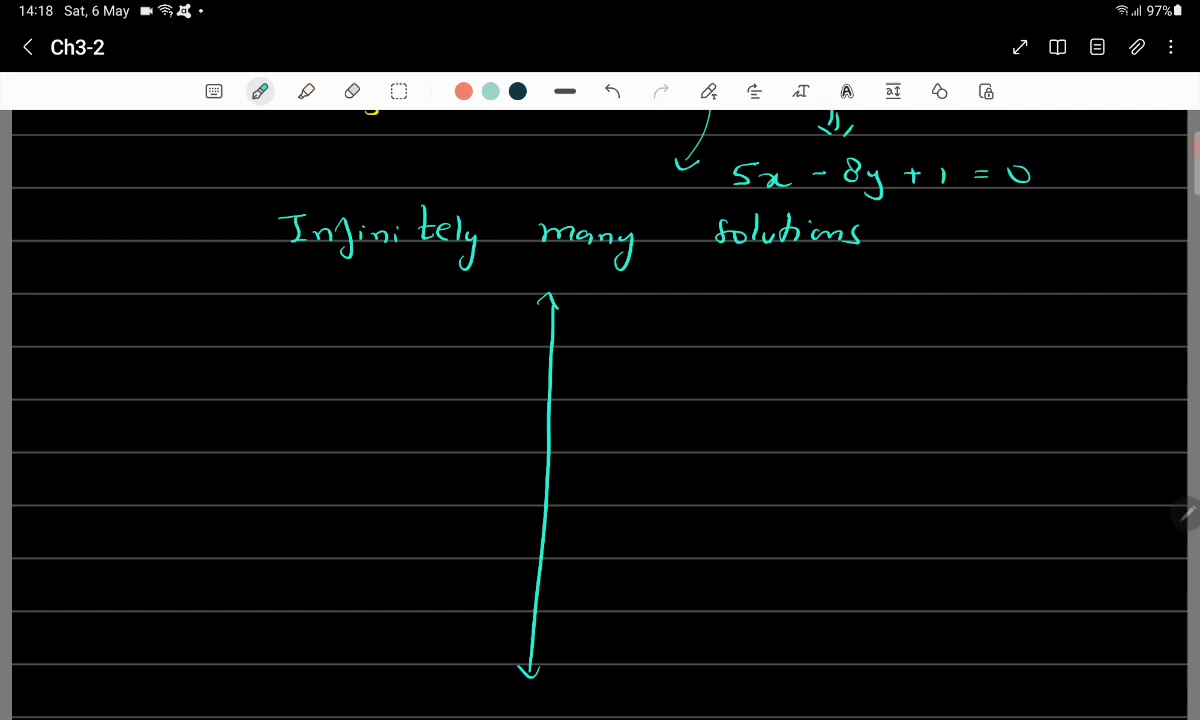 14:18 Sat, 6 May 97%
Ch3-2
5x - 8y + 1 = 0
Infinitely many solutions